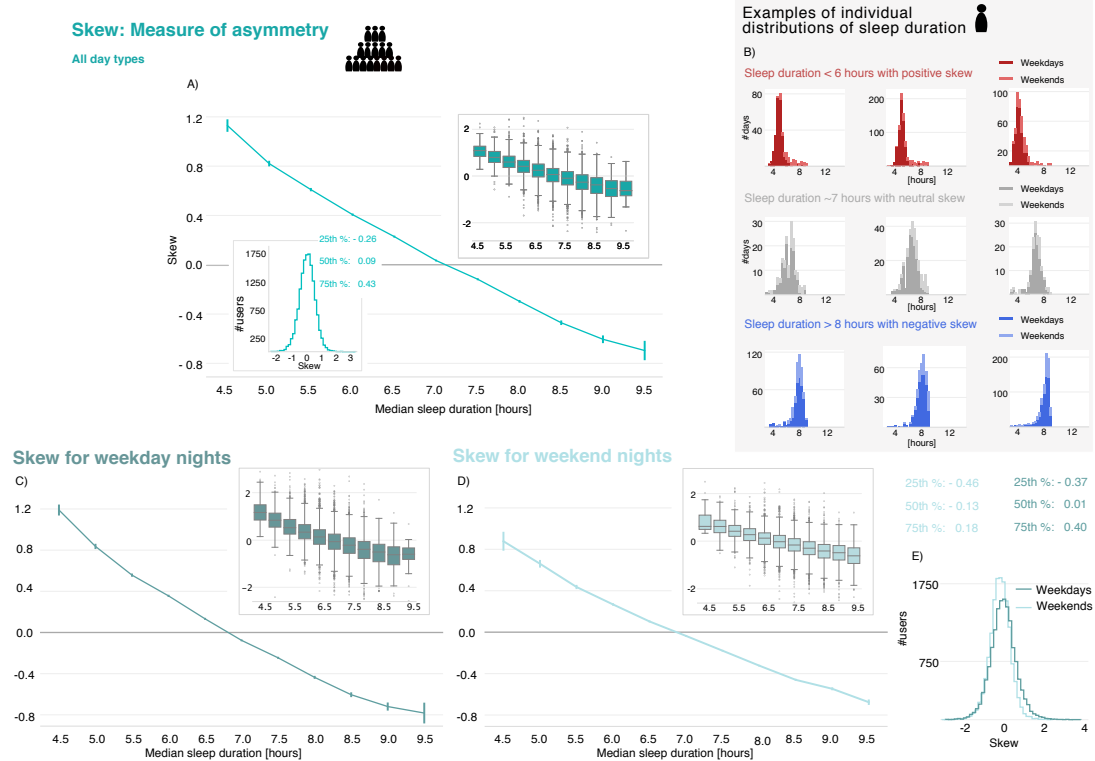 Skew: Measure of asymmetry
All day types
A)
1.2
0.8
0.4
0.0
- 0.4
- 0.8
Skew
4.5 5.0 5.5 6.0 6.5 7.0 7.5 8.0 8.5 9.0 9.5
Median sleep duration [hours]
2
0
-2
4.5 5.5 6.5 7.5 8.5 9.5
25th %: - 0.26
50th %: 0.09
75th %: 0.43
1750
1250
750
250
#users
-2 -1 0 1 2 3
Skew
Examples of individual
distributions of sleep duration
B)
Sleep duration < 6 hours with positive skew
Weekdays
Weekends
80
40
#days
4 8 12
200
100
4 8 12
[hours]
100
60
20
4 8 12
Sleep duration ~7 hours with neutral skew
Weekdays
Weekends
30
20
10
#days
4 8 12
40
20
4 8 12
[hours]
30
20
10
4 8 12
Sleep duration > 8 hours with negative skew
Weekdays
Weekends
120
60
4 8 12
60
30
4 8 12
[hours]
200
100
4 8 12
Skew for weekday nights
C)
1.2
0.8
0.4
0.0
-0.4
-0.8
4.5 5.0 5.5 6.0 6.5 7.0 7.5 8.0 8.5 9.0 9.5
Median sleep duration [hours]
2
0
-2
4.5 5.5 6.5 7.5 8.5 9.5
Skew for weekend nights
D)
1.2
0.8
0.4
0.0
-0.4
-0.8
4.5 5.0 5.5 6.0 6.5 7.0 7.5 8.0 8.5 9.0 9.5
Median sleep duration [hours]
2
0
-2
4.5 5.5 6.5 7.5 8.5 9.5
25th %: - 0.46 25th %: - 0.37
50th %: - 0.13 50th %: 0.01
75th %: 0.18 75th %: 0.40
E)
1750
750
#users
Weekdays
Weekends
-2 0 2 4
Skew